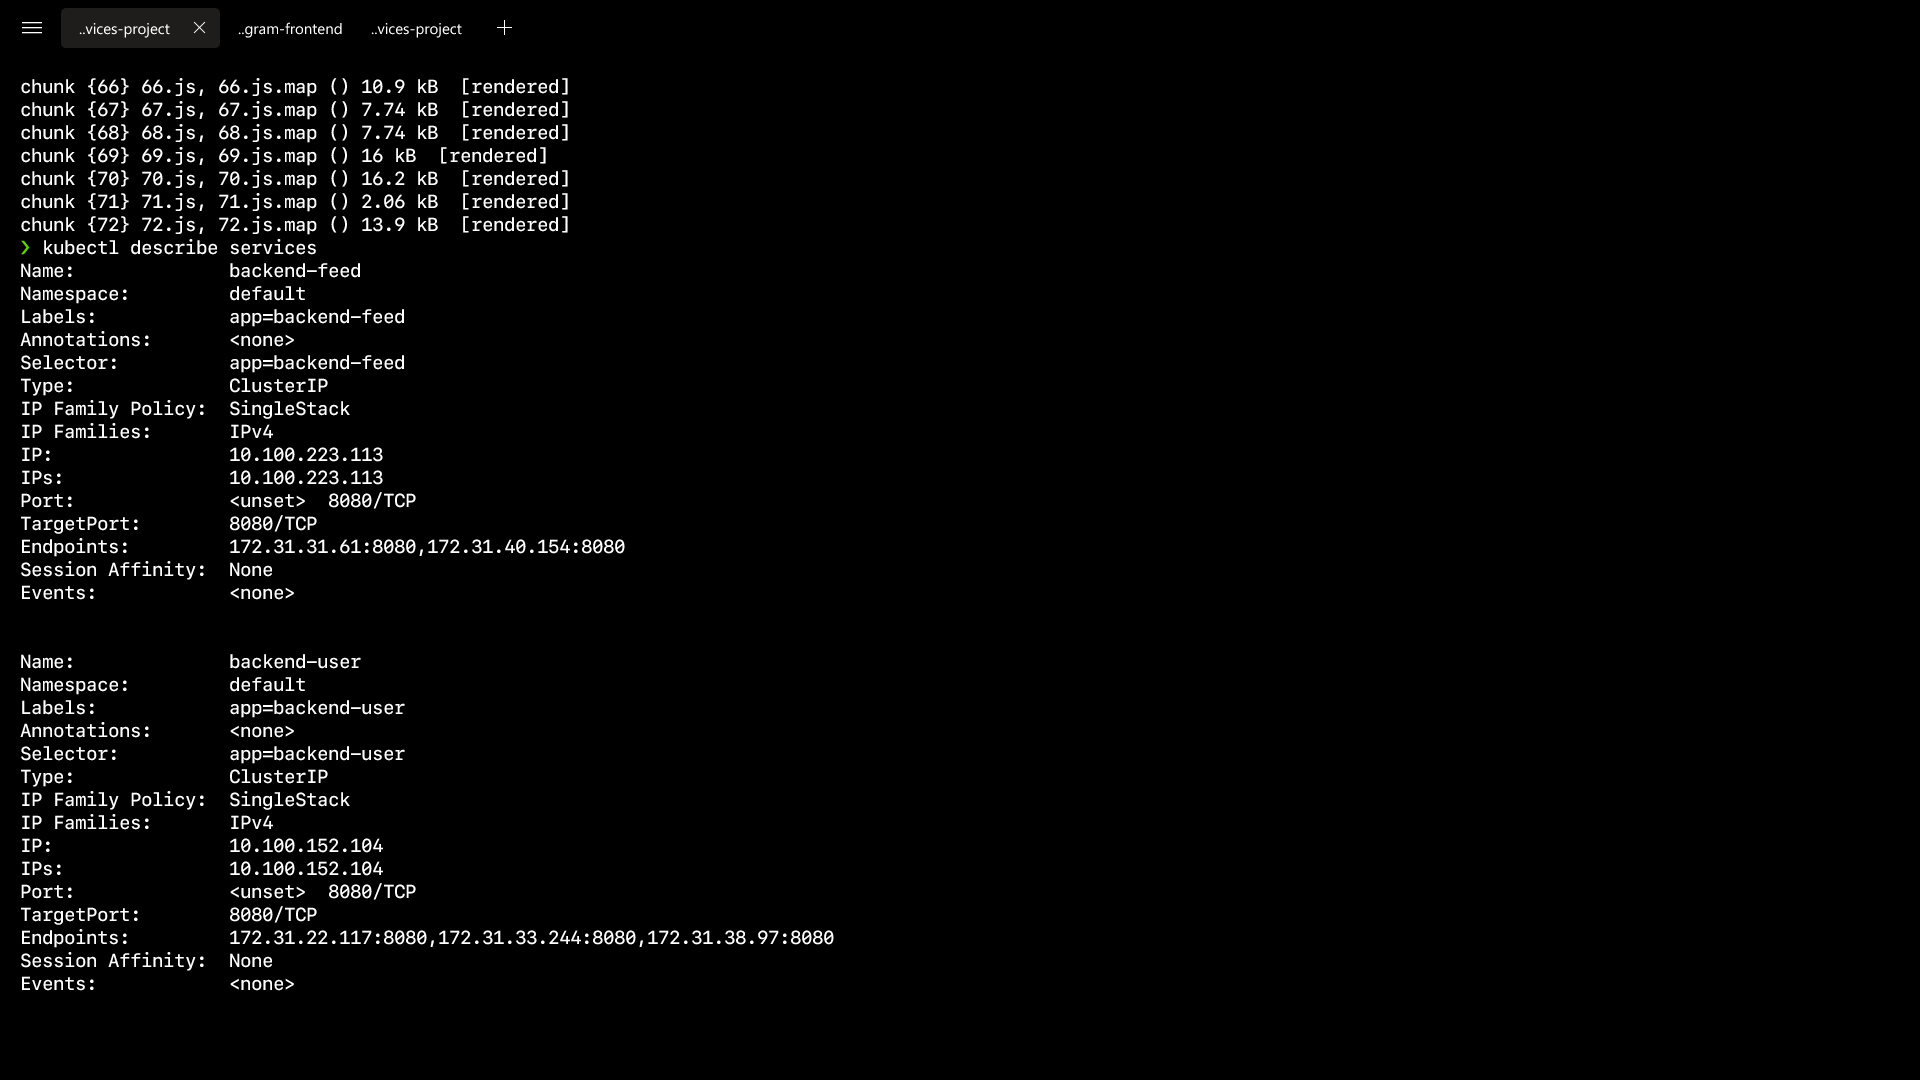 ..vices-project
..gram-frontend
..vices-project
chunk {66} 66.js, 66.js.map () 10.9 kB  [rendered]
chunk {67} 67.js, 67.js.map () 7.74 kB  [rendered]
chunk {68} 68.js, 68.js.map () 7.74 kB  [rendered]
chunk {69} 69.js, 69.js.map () 16 kB  [rendered]
chunk {70} 70.js, 70.js.map () 16.2 kB  [rendered]
chunk {71} 71.js, 71.js.map () 2.06 kB  [rendered]
chunk {72} 72.js, 72.js.map () 13.9 kB  [rendered]
❯ kubectl describe services
Name:              backend-feed
Namespace:         default
Labels:            app=backend-feed
Annotations:       <none>
Selector:          app=backend-feed
Type:              ClusterIP
IP Family Policy:  SingleStack
IP Families:       IPv4
IP:                10.100.223.113
IPs:               10.100.223.113
Port:              <unset>  8080/TCP
TargetPort:        8080/TCP
Endpoints:         172.31.31.61:8080,172.31.40.154:8080
Session Affinity:  None
Events:            <none>
Name:              backend-user
Namespace:         default
Labels:            app=backend-user
Annotations:       <none>
Selector:          app=backend-user
Type:              ClusterIP
IP Family Policy:  SingleStack
IP Families:       IPv4
IP:                10.100.152.104
IPs:               10.100.152.104
Port:              <unset>  8080/TCP
TargetPort:        8080/TCP
Endpoints:         172.31.22.117:8080,172.31.33.244:8080,172.31.38.97:8080
Session Affinity:  None
Events:            <none>